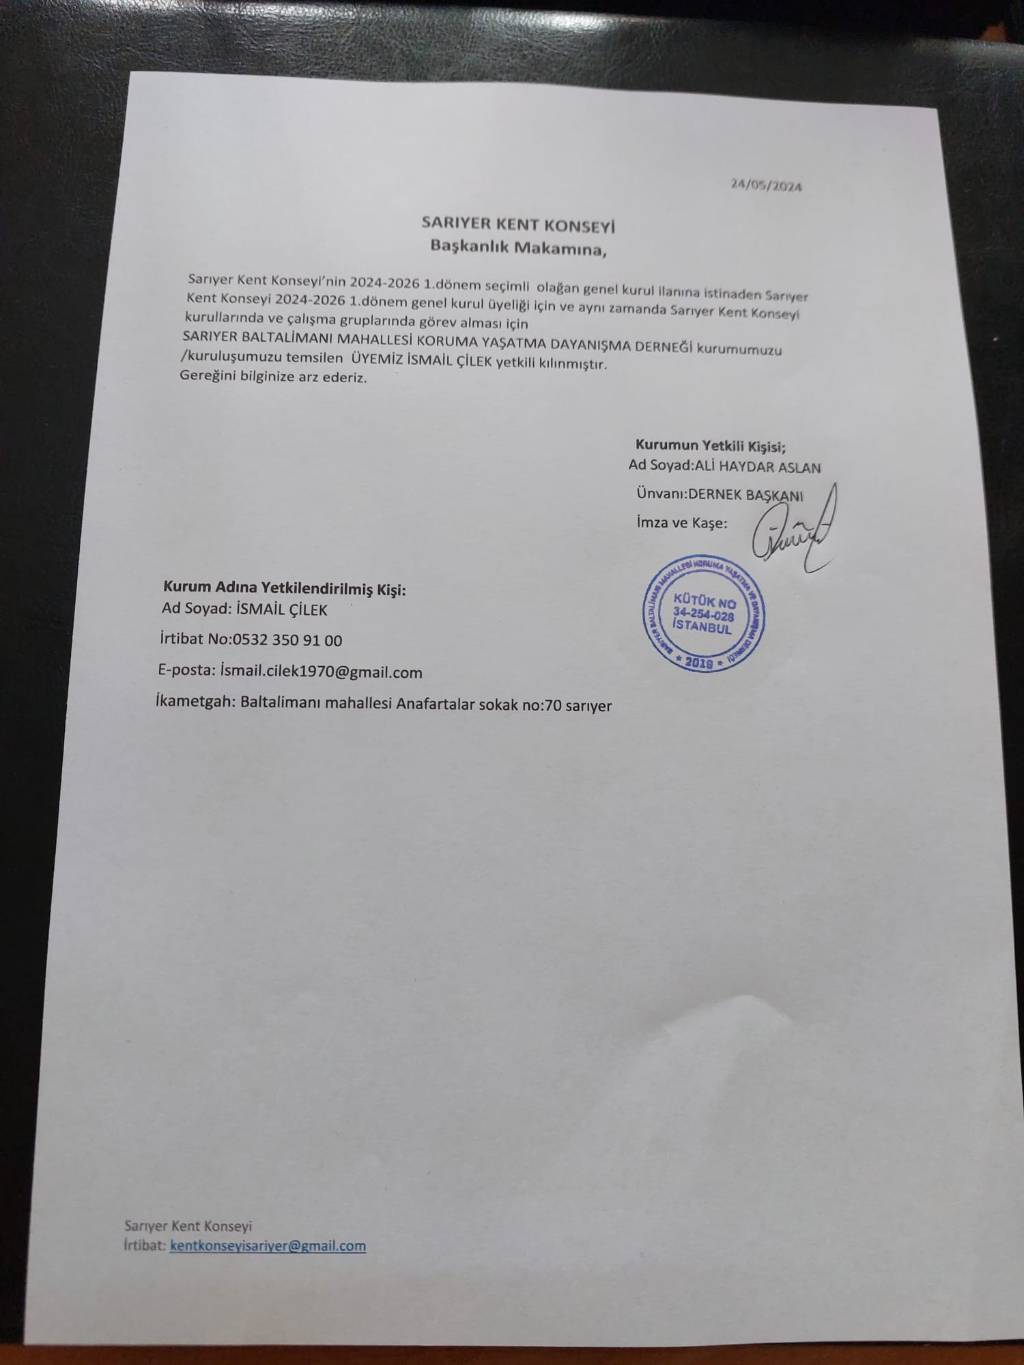 24/05/2024
SARIYER KENT KONSEYİ
Başkanlık Makamına,
Sarıyer Kent Konseyi'nin 2024-2026 1.dönem seçimli olağan genel kurul ilanına istinaden Sarıyer
Kent Konseyi 2024-2026 1.dönem genel kurul üyeliği için ve aynı zamanda Sarıyer Kent Konseyi
kurullarında ve çalışma gruplarında görev alması için
SARIYER BALTALİMANI MAHALLESİ KORUMA YAŞATMA DAYANIŞMA DERNEĞİ kurumumuzu
/kuruluşumuzu temsilen ÜYEMİZ İSMAİL ÇİLEK yetkili kılınmıştır.
Gereğini bilginize arz ederiz.
Kurumun Yetkili Kişisi;
Ad Soyad:ALİ HAYDAR ASLAN
Ünvanı:DERNEK BAŞKANI
İmza ve Kaşe:
SARIYER BALTALİMANI MAHALLESİ KORUMA YAŞATMA VE DAYANIŞMA DERNEĞİ
KÜTÜK NO
34-254-028
İSTANBUL
* 2019 *
Kurum Adına Yetkilendirilmiş Kişi:
Ad Soyad: İSMAİL ÇİLEK
İrtibat No:0532 350 91 00
E-posta: İsmail.cilek1970@gmail.com
İkametgah: Baltalimanı mahallesi Anafartalar sokak no:70 sarıyer
Sarıyer Kent Konseyi
İrtibat: kentkonseyisariyer@gmail.com